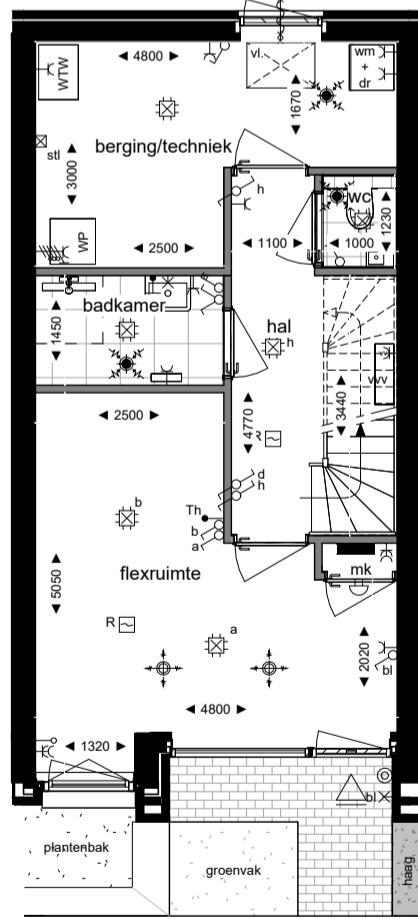 4800
WTW
vl.
wm
+
dr
1670
berging/techniek
stl
3000
h
wc
WP
2500
1100
1000
1230
badkamer
1450
hal
h
wv
3440
4770
R
2500
d
h
Th
b
b
a
flexruimte
mk
5050
R
a
2020
bl
4800
1320
bl
plantenbak
groenvak
haag